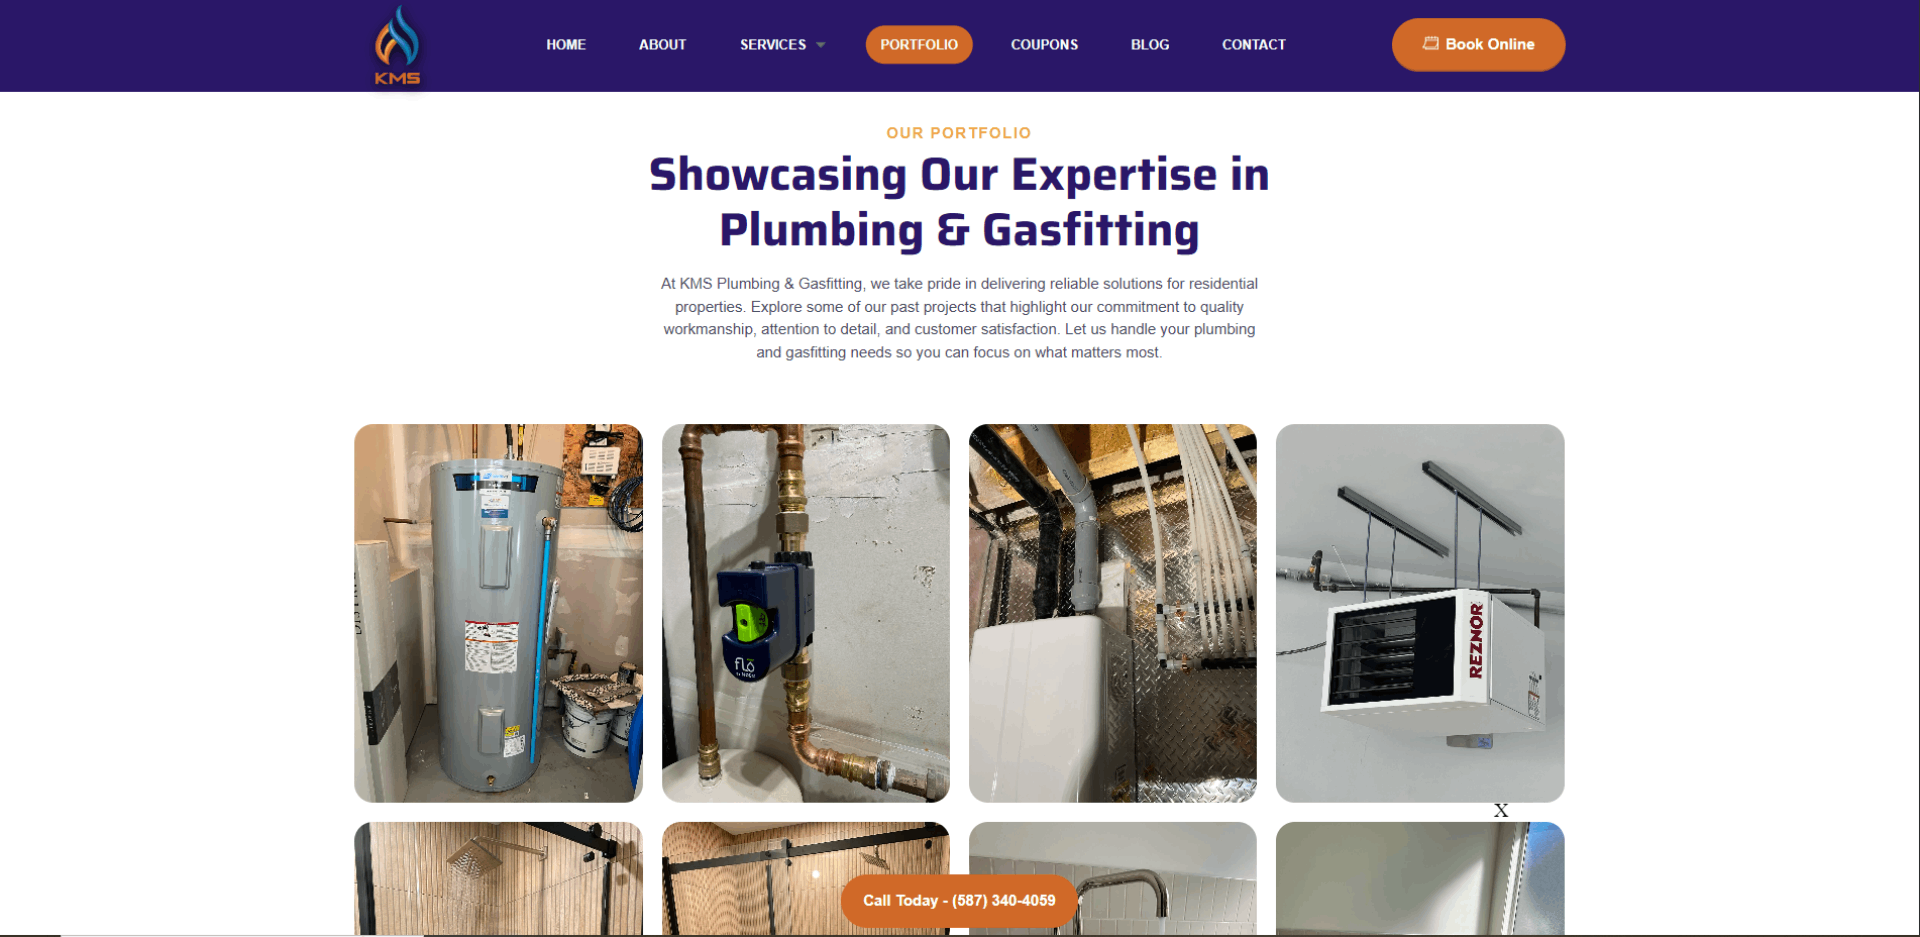 KMS
HOME
ABOUT
SERVICES
PORTFOLIO
COUPONS
BLOG
CONTACT
Book Online
OUR PORTFOLIO
Showcasing Our Expertise in
Plumbing & Gasfitting
At KMS Plumbing & Gasfitting, we take pride in delivering reliable solutions for residential
properties. Explore some of our past projects that highlight our commitment to quality
workmanship, attention to detail, and customer satisfaction. Let us handle your plumbing
and gasfitting needs so you can focus on what matters most.
flo
REZNOR
X
Call Today - (587) 340-4059